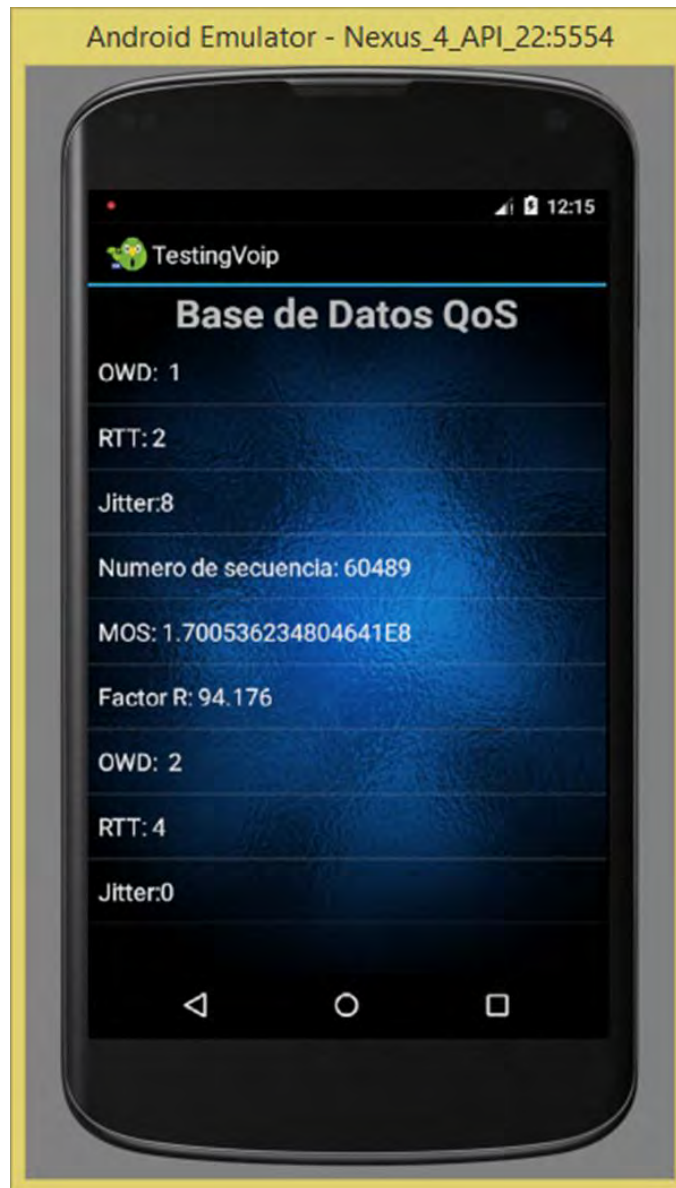 Android Emulator - Nexus_4_API_22:5554
12:15
TestingVoip
Base de Datos QoS
OWD: 1
RTT: 2
Jitter:8
Numero de secuencia: 60489
MOS: 1.700536234804641E8
Factor R: 94.176
OWD: 2
RTT: 4
Jitter:0